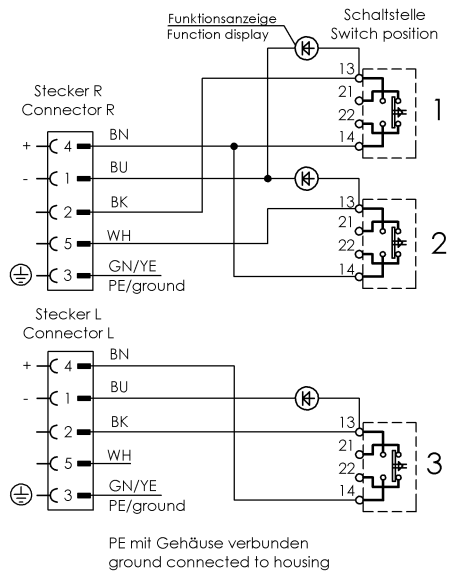 Funktionsanzeige
Function display
Schaltstelle
Switch position
Stecker R
Connector R
13
21
22
14
1
+ 4 BN
- 1 BU
2 BK
5 WH
3 GN/YE
PE/ground
13
21
22
14
2
Stecker L
Connector L
+ 4 BN
- 1 BU
2 BK
5 WH
3 GN/YE
PE/ground
13
21
22
14
3
PE mit Gehäuse verbunden
ground connected to housing